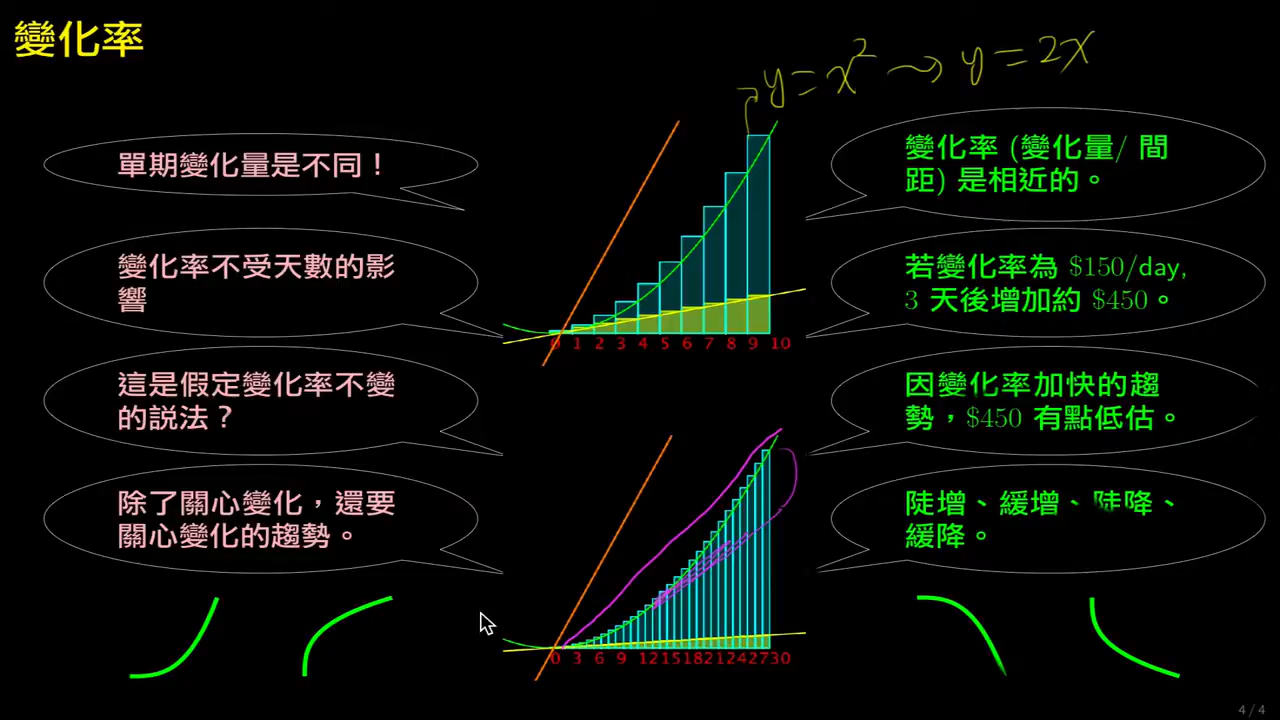 變化率
y=x² → y=2x
單期變化量是不同！
變化率 (變化量/ 間
距) 是相近的。
變化率不受天數的影
響
若變化率為 $150/day,
3 天後增加約 $450。
0 1 2 3 4 5 6 7 8 9 10
這是假定變化率不變
的説法？
因變化率加快的趨
勢，$450 有點低估。
除了關心變化，還要
關心變化的趨勢。
陡增、緩增、陡降、
緩降。
0 3 6 9 12 15 18 21 24 27 30
4 / 4